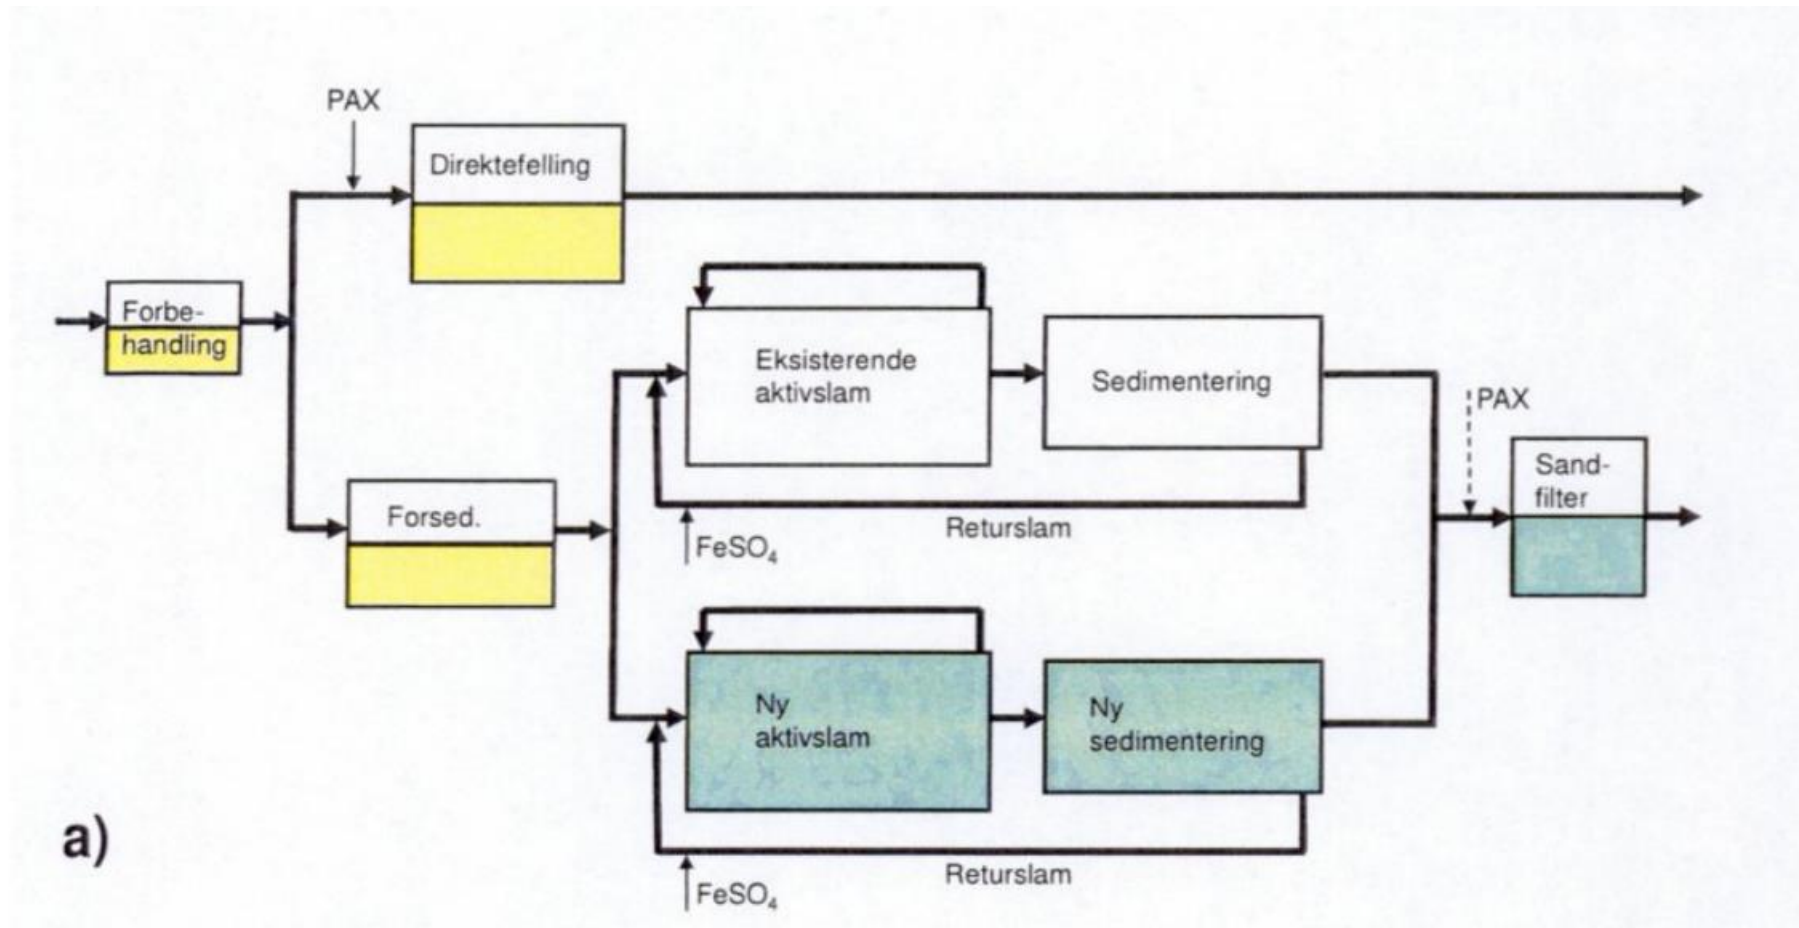 PAX
Direktefelling
Forbe-
handling
Eksisterende
aktivslam
Sedimentering
PAX
Sand-
filter
Forsed.
FeSO₄
Returslam
Ny
aktivslam
Ny
sedimentering
a)
FeSO₄
Returslam